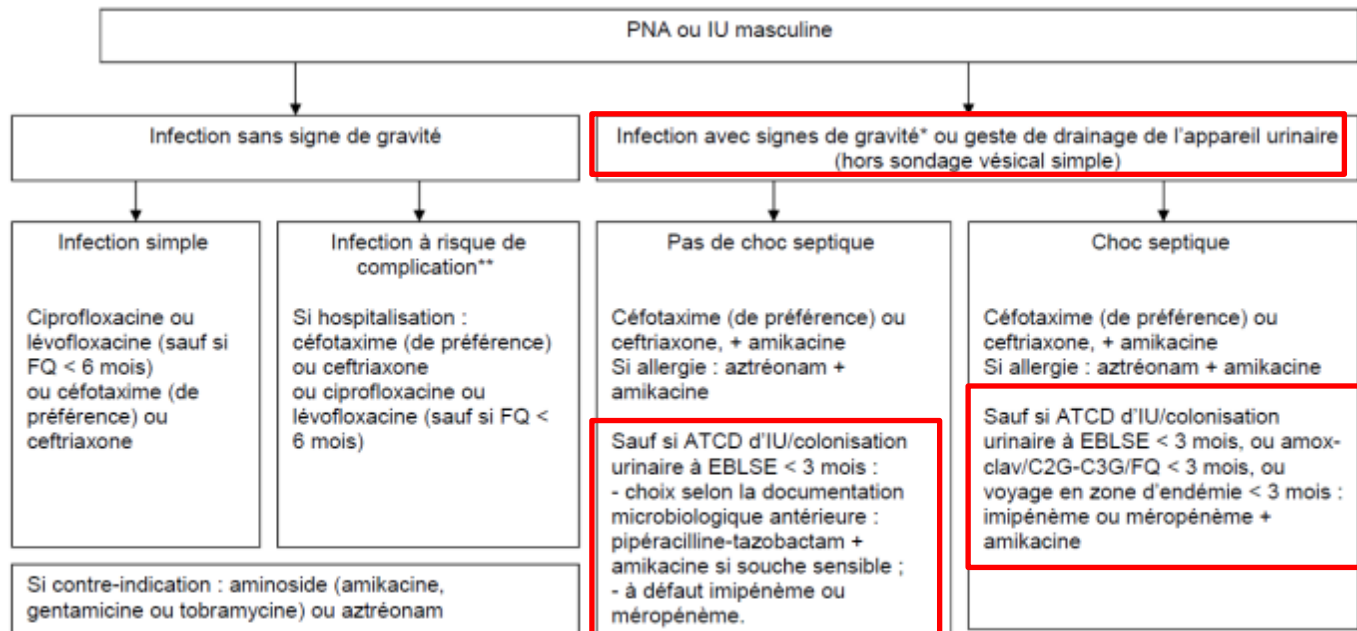 PNA ou IU masculine
Infection sans signe de gravité
Infection avec signes de gravité* ou geste de drainage de l'appareil urinaire
(hors sondage vésical simple)
Infection simple
Ciprofloxacine ou
lévofloxacine (sauf si
FQ < 6 mois)
ou céfotaxime (de
préférence) ou
ceftriaxone
Infection à risque de
complication**
Si hospitalisation :
céfotaxime (de préférence)
ou ceftriaxone
ou ciprofloxacine ou
lévofloxacine (sauf si FQ <
6 mois)
Pas de choc septique
Céfotaxime (de préférence) ou
ceftriaxone, + amikacine
Si allergie : aztréonam +
amikacine
Sauf si ATCD d'IU/colonisation
urinaire à EBLSE < 3 mois :
- choix selon la documentation
microbiologique antérieure :
pipéracilline-tazobactam +
amikacine si souche sensible ;
- à défaut imipénème ou
méropénème.
Choc septique
Céfotaxime (de préférence) ou
ceftriaxone, + amikacine
Si allergie : aztréonam + amikacine
Sauf si ATCD d'IU/colonisation
urinaire à EBLSE < 3 mois, ou amox-
clav/C2G-C3G/FQ < 3 mois, ou
voyage en zone d'endémie < 3 mois :
imipénème ou méropénème +
amikacine
Si contre-indication : aminoside (amikacine,
gentamicine ou tobramycine) ou aztréonam